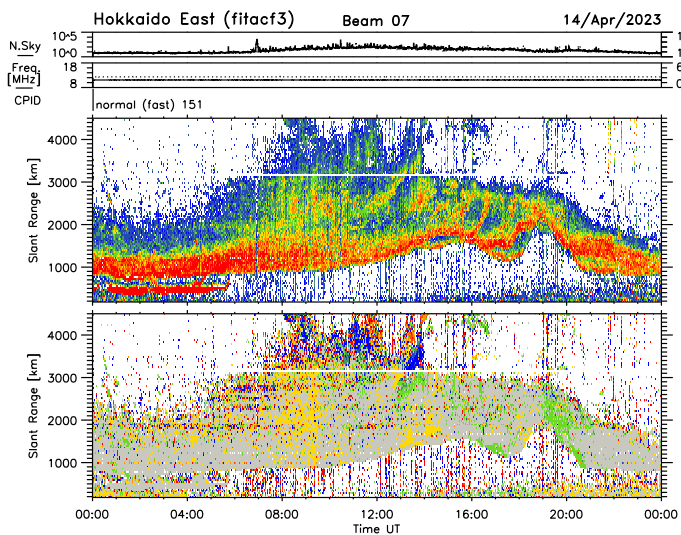 Hokkaido East (fitacf3) Beam 07 14/Apr/2023
N.Sky 10^5 10^0
Freq. [MHz] 18 8
CPID normal (fast) 151
Slant Range [km] 4000 3000 2000 1000
Slant Range [km] 4000 3000 2000 1000
00:00 04:00 08:00 12:00 16:00 20:00 00:00
Time UT